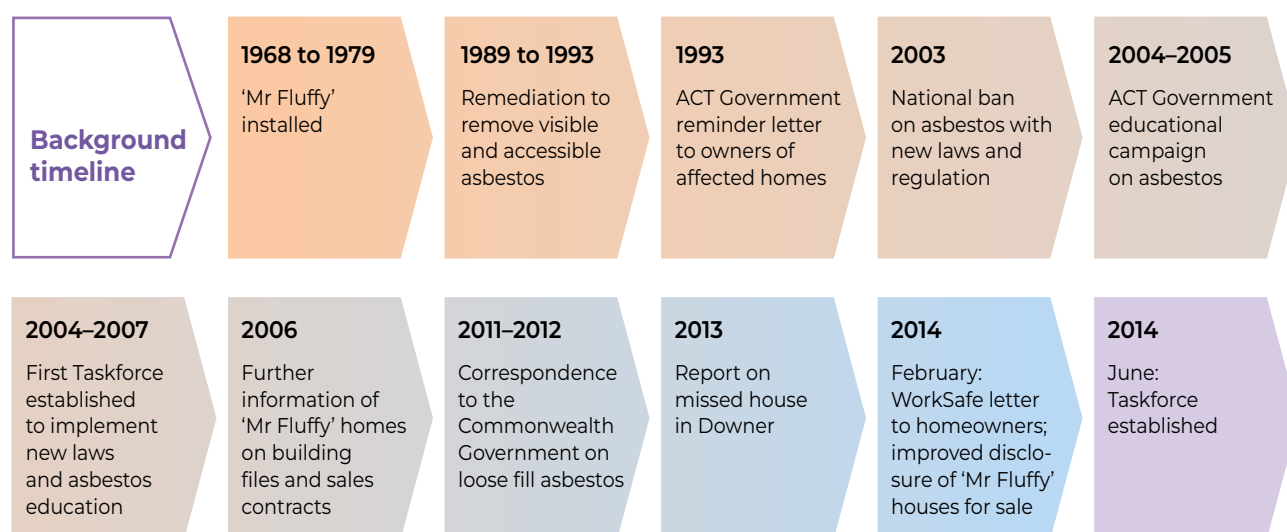 Background
timeline
1968 to 1979
‘Mr Fluffy’
installed
1989 to 1993
Remediation to
remove visible
and accessible
asbestos
1993
ACT Government
reminder letter
to owners of
affected homes
2003
National ban
on asbestos with
new laws and
regulation
2004–2005
ACT Government
educational
campaign
on asbestos
2004–2007
First Taskforce
established
to implement
new laws
and asbestos
education
2006
Further
information of
‘Mr Fluffy’ homes
on building
files and sales
contracts
2011–2012
Correspondence
to the
Commonwealth
Government on
loose fill asbestos
2013
Report on
missed house
in Downer
2014
February:
WorkSafe letter
to homeowners;
improved disclo-
sure of ‘Mr Fluffy’
houses for sale
2014
June:
Taskforce
established